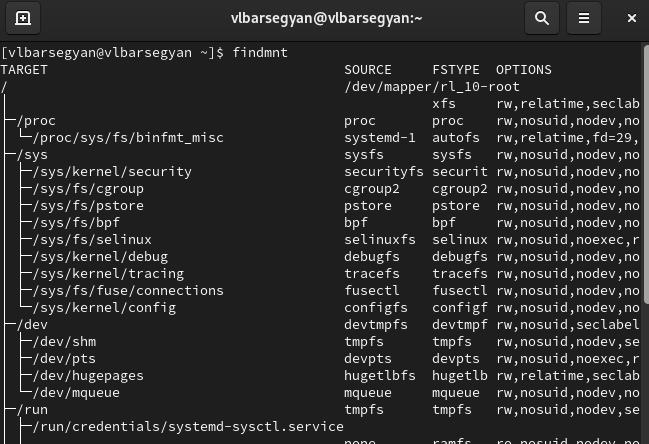 vlbarsegyan@vlbarsegyan:~
[vlbarsegyan@vlbarsegyan ~]$ findmnt
TARGET SOURCE FSTYPE OPTIONS
/ /dev/mapper/rl_10-root
│ xfs rw,relatime,seclab
├─/proc proc proc rw,nosuid,nodev,no
│ └─/proc/sys/fs/binfmt_misc systemd-1 autofs rw,relatime,fd=29,
├─/sys sysfs sysfs rw,nosuid,nodev,no
│ ├─/sys/kernel/security securityfs securit rw,nosuid,nodev,no
│ ├─/sys/fs/cgroup cgroup2 cgroup2 rw,nosuid,nodev,no
│ ├─/sys/fs/pstore pstore pstore rw,nosuid,nodev,no
│ ├─/sys/fs/bpf bpf bpf rw,nosuid,nodev,no
│ ├─/sys/fs/selinux selinuxfs selinux rw,nosuid,noexec,r
│ ├─/sys/kernel/debug debugfs debugfs rw,nosuid,nodev,no
│ ├─/sys/kernel/tracing tracefs tracefs rw,nosuid,nodev,no
│ ├─/sys/fs/fuse/connections fusectl fusectl rw,nosuid,nodev,no
│ └─/sys/kernel/config configfs configf rw,nosuid,nodev,no
├─/dev devtmpfs devtmpf rw,nosuid,seclabel
│ ├─/dev/shm tmpfs tmpfs rw,nosuid,nodev,se
│ ├─/dev/pts devpts devpts rw,nosuid,noexec,r
│ ├─/dev/hugepages hugetlbfs hugetlb rw,relatime,seclab
│ └─/dev/mqueue mqueue mqueue rw,nosuid,nodev,no
├─/run tmpfs tmpfs rw,nosuid,nodev,se
│ ├─/run/credentials/systemd-sysctl.service
none ramfs ro,nosuid,nodev,no